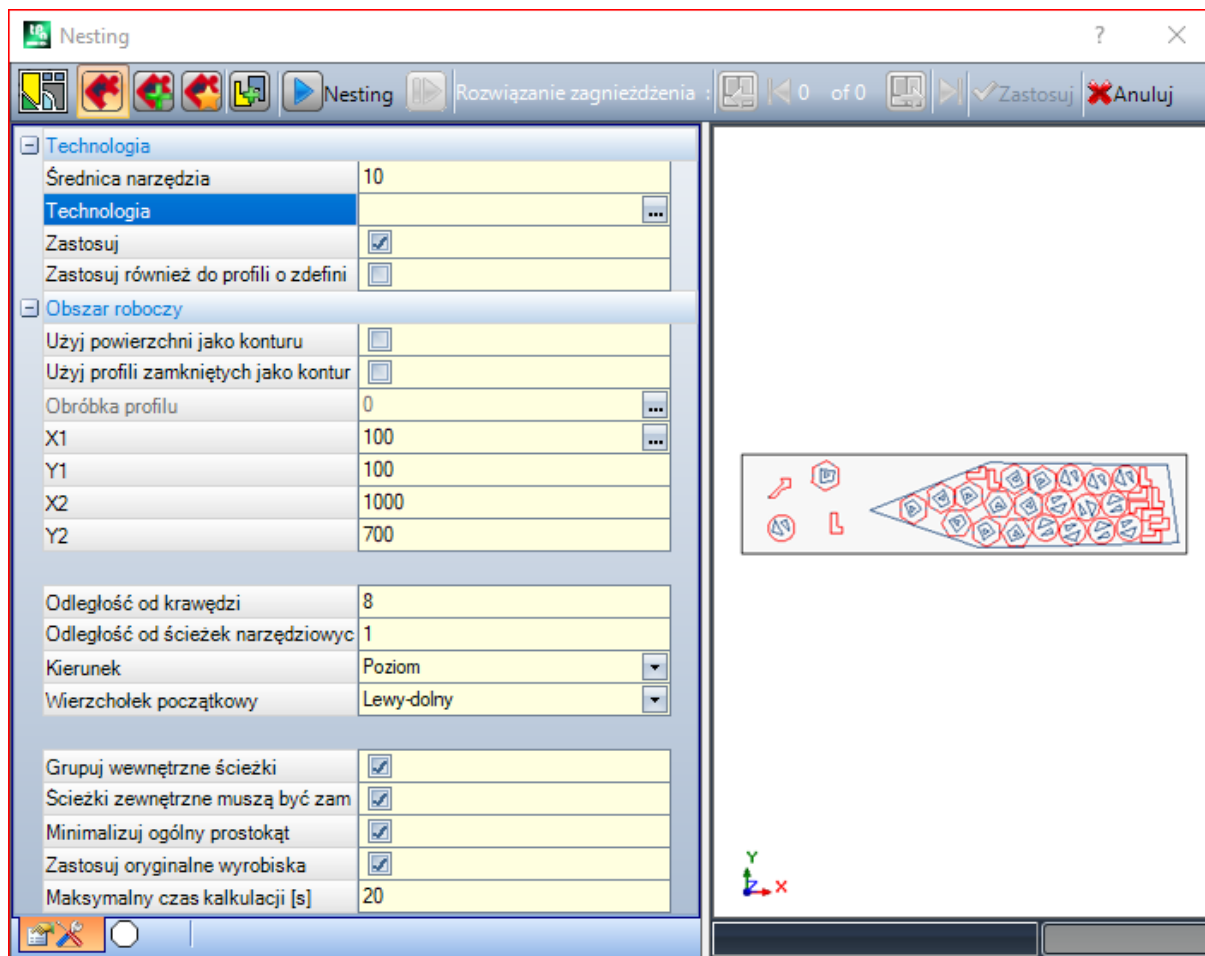 Nesting
Nesting Rozwiązanie zagnieżdżenia : 0 of 0 Zastosuj Anuluj
Technologia
Średnica narzędzia 10
Technologia ...
Zastosuj
Zastosuj również do profili o zdefini
Obszar roboczy
Użyj powierzchni jako konturu
Użyj profili zamkniętych jako kontur
Obróbka profilu 0 ...
X1 100 ...
Y1 100
X2 1000
Y2 700
Odległość od krawędzi 8
Odległość od ścieżek narzędziowyc 1
Kierunek Poziom
Wierzchołek początkowy Lewy-dolny
Grupuj wewnętrzne ścieżki
Ścieżki zewnętrzne muszą być zam
Minimalizuj ogólny prostokąt
Zastosuj oryginalne wyrobiska
Maksymalny czas kalkulacji [s] 20
Y
Z X